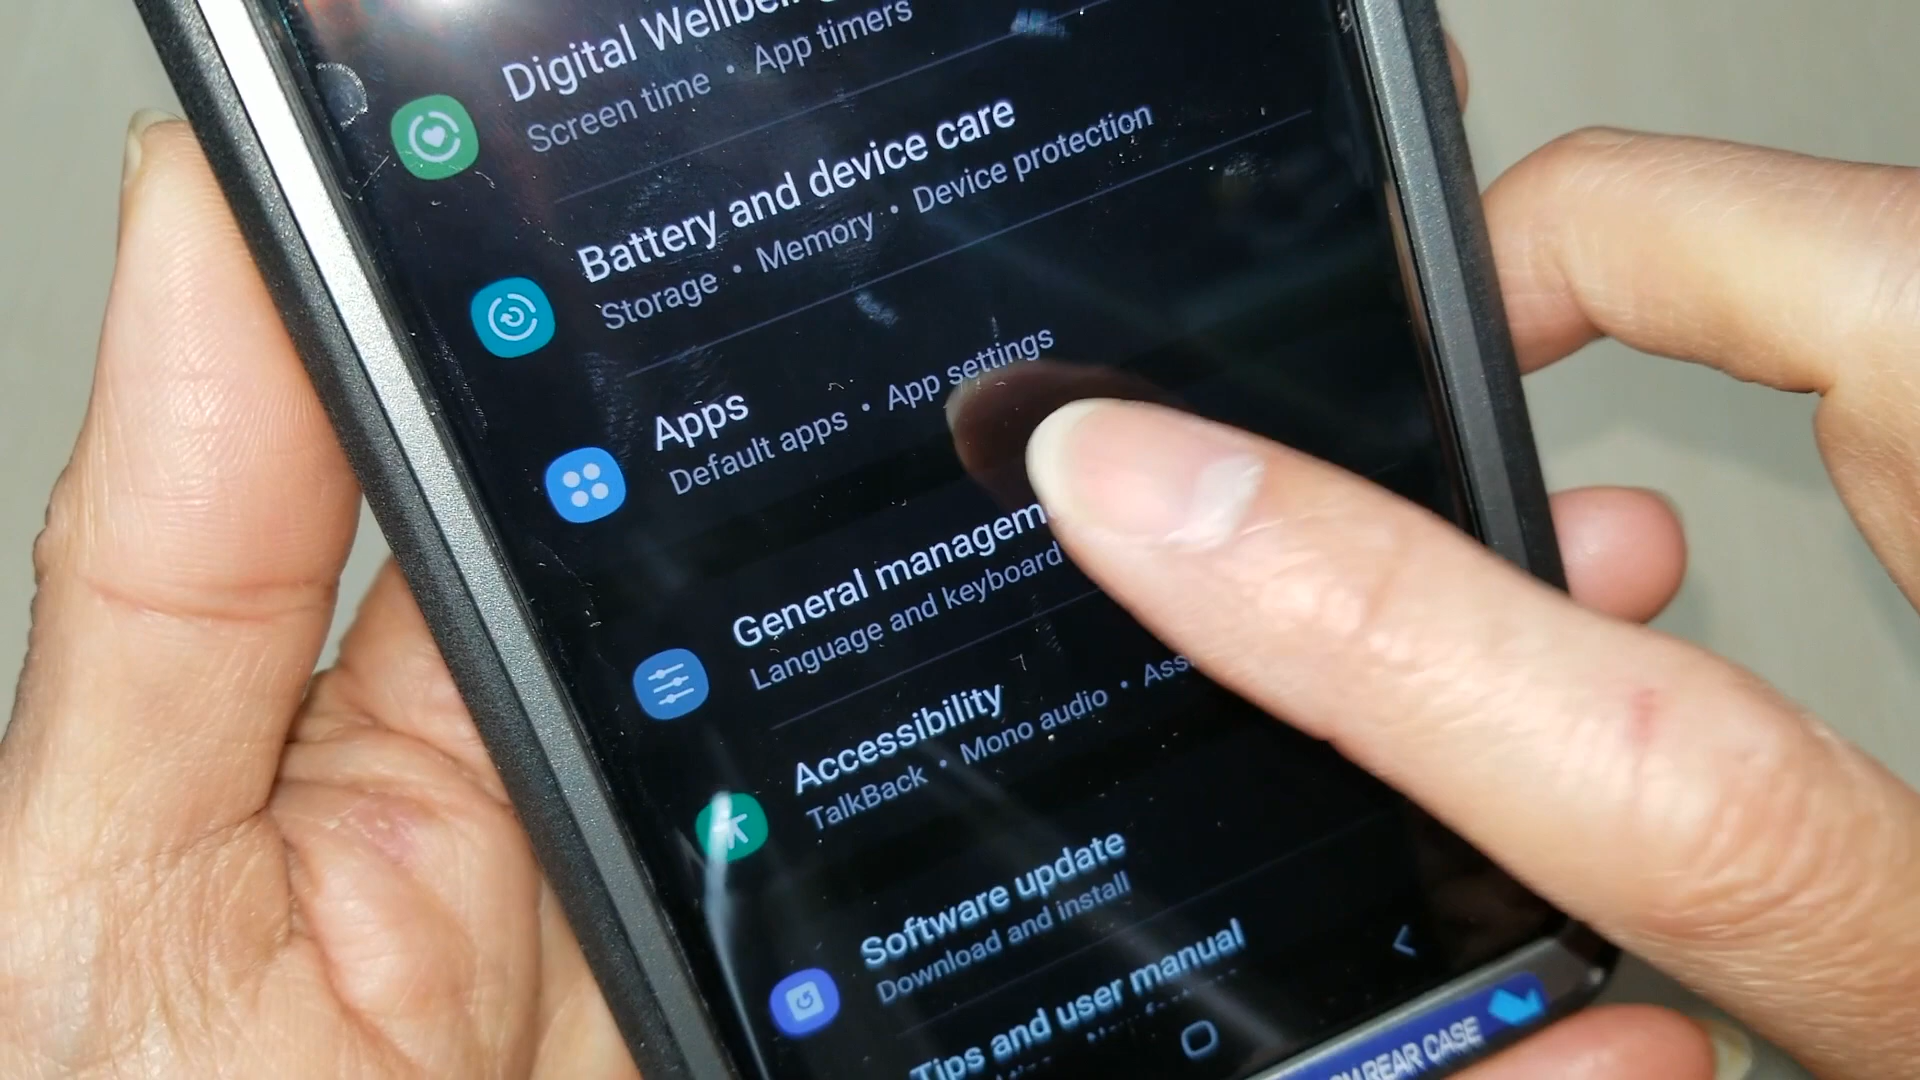 Digital Wellbeing
Screen time • App timers
Battery and device care
Storage • Memory • Device protection
Apps
Default apps • App settings
General managem
Language and keyboard
Accessibility
TalkBack • Mono audio • Ass
Software update
Download and install
Tips and user manual
REAR CASE